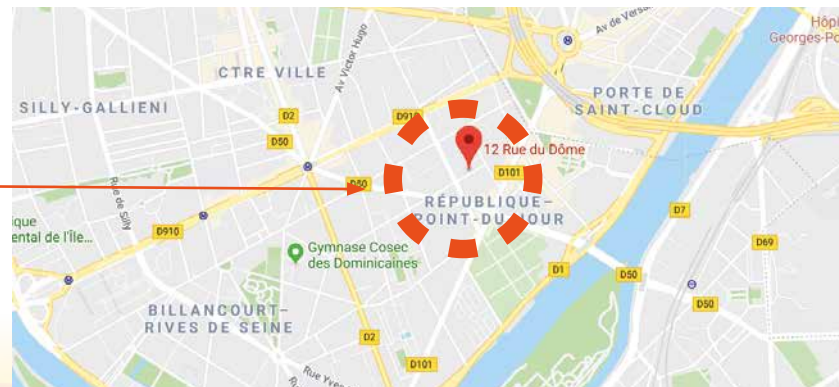 Av de Versa
Hôpi
Georges-Po
CTRE VILLE
Av Victor Hugo
SILLY-GALLIENI
PORTE DE
SAINT-CLOUD
D2
D910
D50
12 Rue du Dôme
D101
D50
Rue de Silly
RÉPUBLIQUE–
POINT-DU-JOUR
D7
ique
ental de l'Île...
D910
Gymnase Cosec
des Dominicaines
D69
D1
D50
D50
BILLANCOURT–
RIVES DE SEINE
D2
D101
Rue Yves